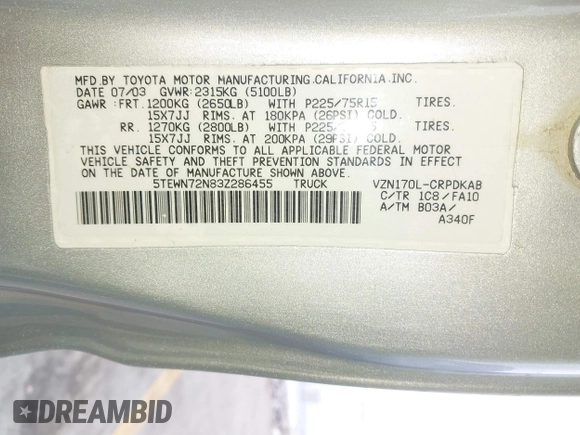 MFD.BY TOYOTA MOTOR MANUFACTURING.CALIFORNIA.INC.
DATE 07/03 GVWR:2315KG (5100LB)
GAWR:FRT.1200KG (2650LB) WITH P225/75R15 TIRES.
15X7JJ RIMS. AT 180KPA (26PSI) COLD.
RR. 1270KG (2800LB) WITH P225/ TIRES.
15X7JJ RIMS. AT 200KPA (29PSI) COLD.
THIS VEHICLE CONFORMS TO ALL APPLICABLE FEDERAL MOTOR
VEHICLE SAFETY AND THEFT PREVENTION STANDARDS IN
EFFECT ON THE DATE OF MANUFACTURE SHOWN ABOVE.
5TEWN72N83Z286455 TRUCK VZN170L-CRPDKAB
C/TR 1C8/FA10
A/TM B03A/
A340F
DREAMBID